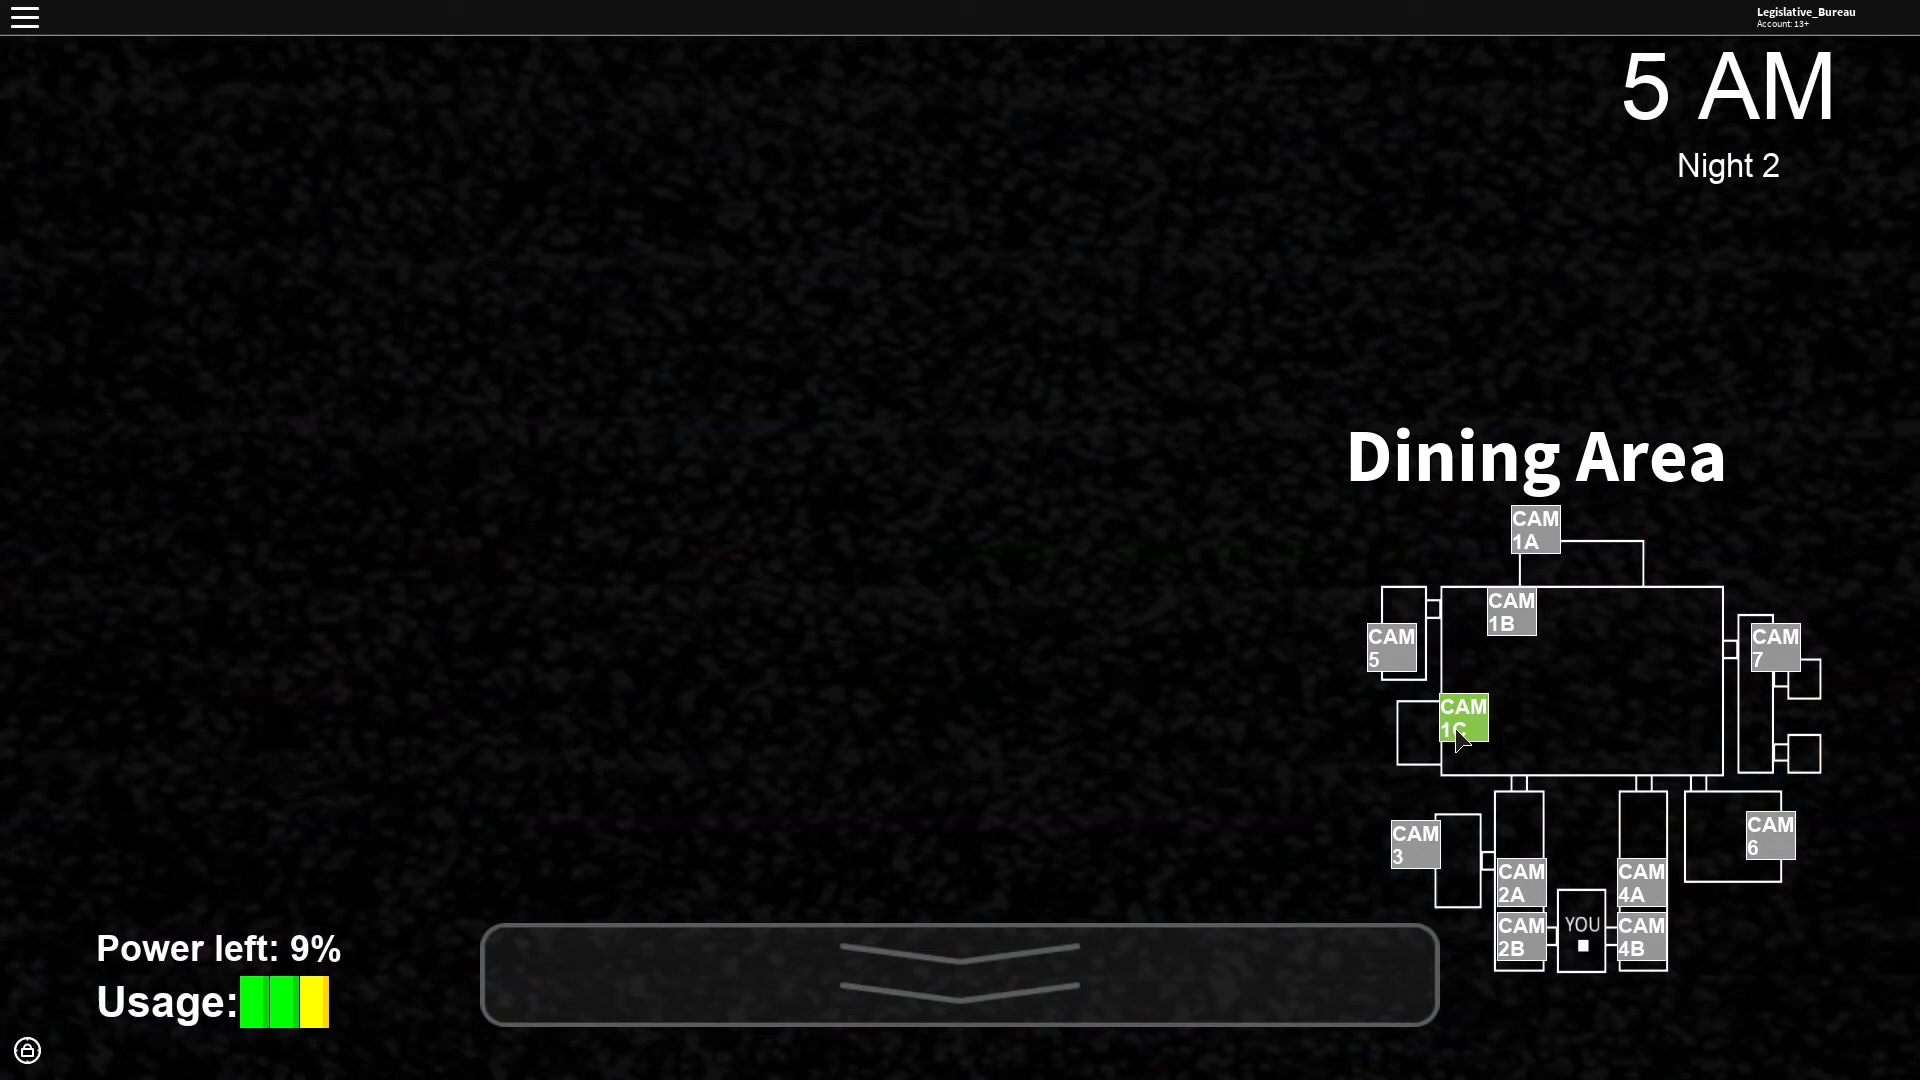 Legislative_Bureau
Account: 13+
5 AM
Night 2
Dining Area
CAM
1A
CAM
1B
CAM
5
CAM
7
CAM
1C
CAM
3
CAM
6
CAM
2A
CAM
4A
CAM
2B
YOU
CAM
4B
Power left: 9%
Usage: